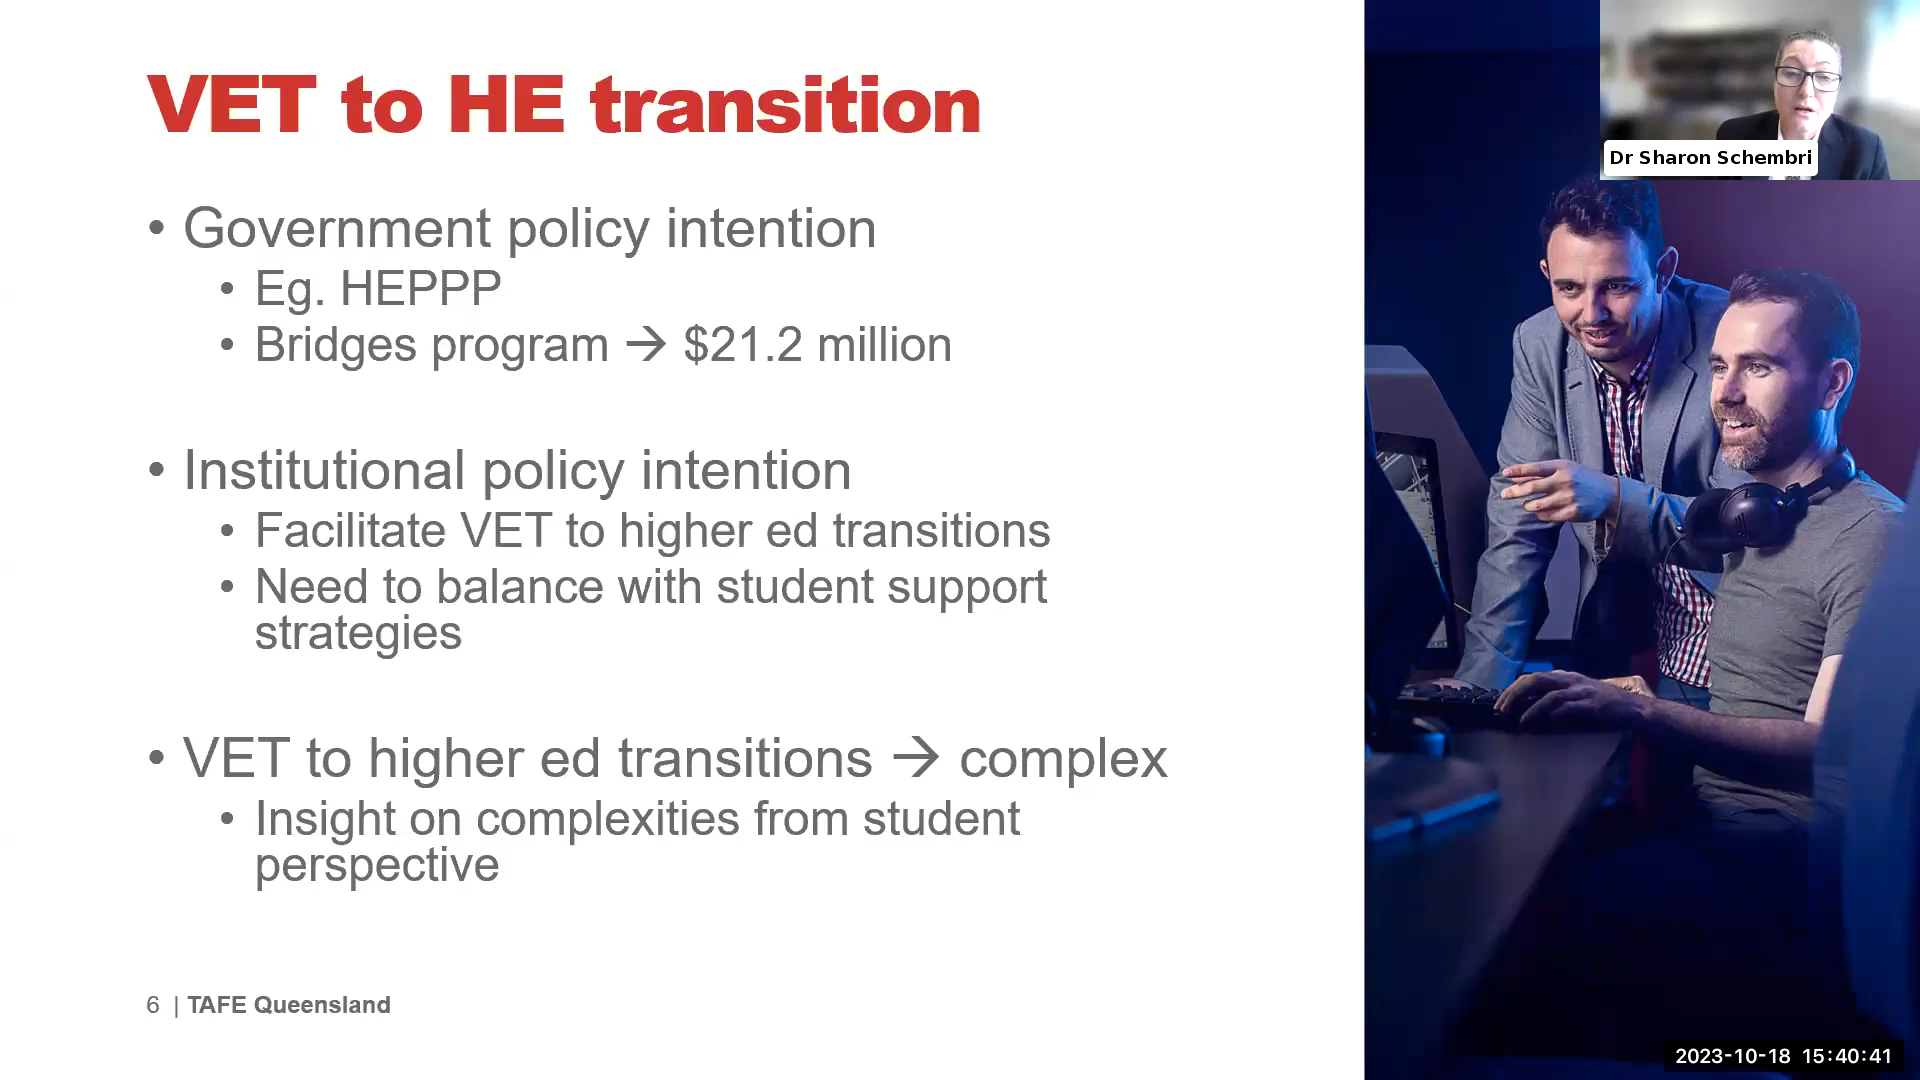 VET to HE transition
• Government policy intention
• Eg. HEPPP
• Bridges program → $21.2 million
• Institutional policy intention
• Facilitate VET to higher ed transitions
• Need to balance with student support
strategies
• VET to higher ed transitions → complex
• Insight on complexities from student
perspective
6 | TAFE Queensland
Dr Sharon Schembri
2023-10-18 15:40:41